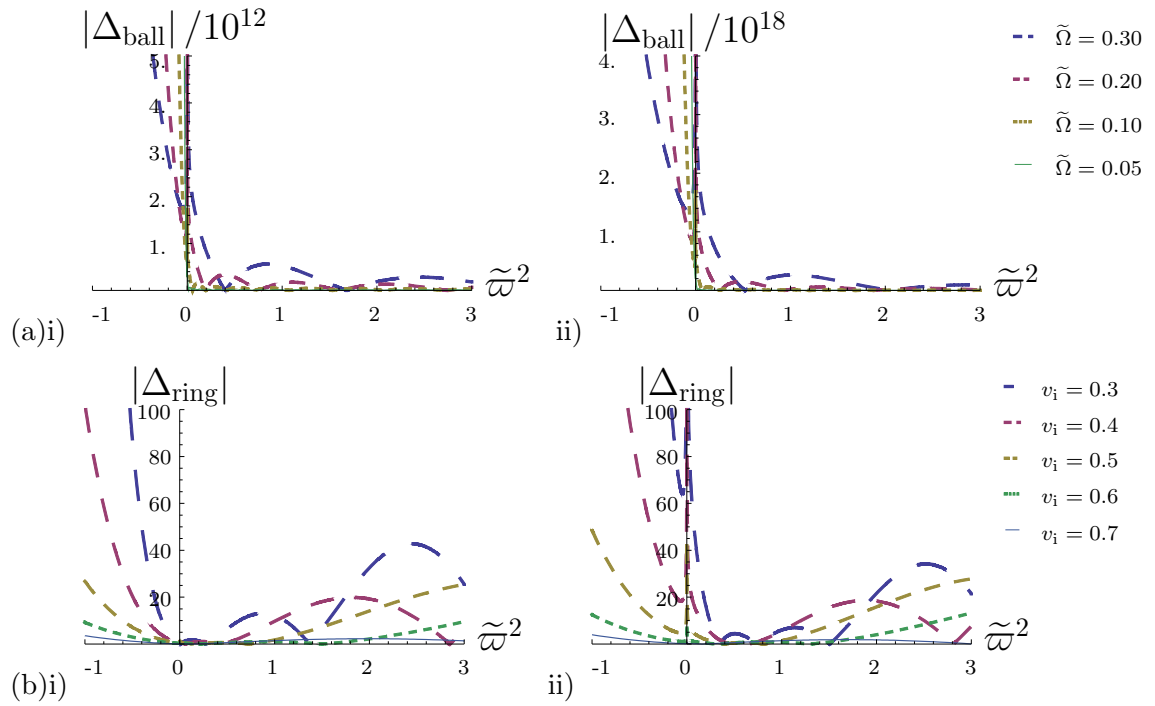 |Δ_ball| /10^12
5.
4.
3.
2.
1.
-1 0 1 2 3
ϖ̃²
(a)i)
|Δ_ball| /10^18
4.
3.
2.
1.
-1 0 1 2 3
ϖ̃²
ii)
Ω̃ = 0.30
Ω̃ = 0.20
Ω̃ = 0.10
Ω̃ = 0.05
|Δ_ring|
100
80
60
40
20
-1 0 1 2 3
ϖ̃²
(b)i)
|Δ_ring|
100
80
60
40
20
-1 0 1 2 3
ϖ̃²
ii)
v_i = 0.3
v_i = 0.4
v_i = 0.5
v_i = 0.6
v_i = 0.7